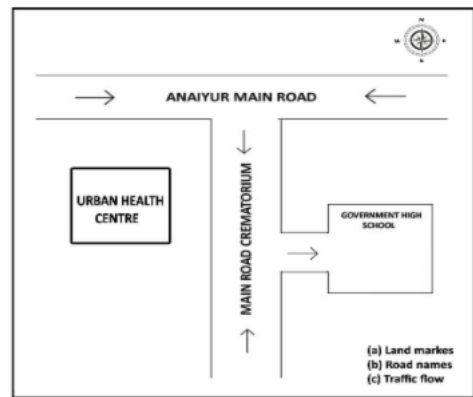 ANAIYUR MAIN ROAD
MAIN ROAD CREMATORIUM
URBAN HEALTH
CENTRE
GOVERNMENT HIGH
SCHOOL
(a) Land markes
(b) Road names
(c) Traffic flow